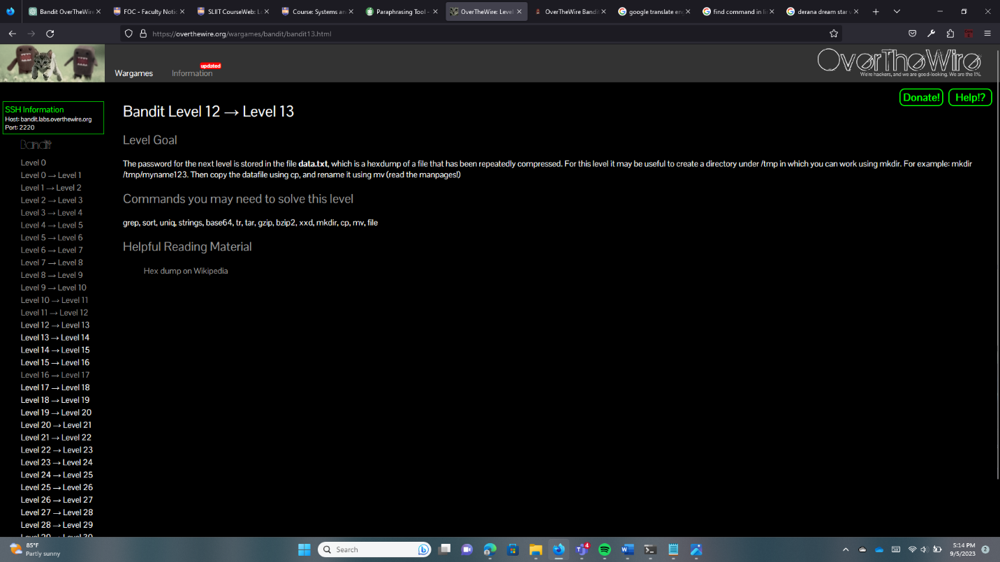 Bandit OverTheWire
FOC - Faculty Notic
SLIIT CourseWeb: Lo
Course: Systems an
Paraphrasing Tool -
OverTheWire: Level
OverTheWire Bandit
google translate eng
find command in li
derana dream star v
https://overthewire.org/wargames/bandit/bandit13.html
Wargames
Information
updated
OverTheWire
We're hackers, and we are good-looking. We are the 1%.
Donate!
Help!?
SSH Information
Host: bandit.labs.overthewire.org
Port: 2220
Bandit
Level 0
Level 0 → Level 1
Level 1 → Level 2
Level 2 → Level 3
Level 3 → Level 4
Level 4 → Level 5
Level 5 → Level 6
Level 6 → Level 7
Level 7 → Level 8
Level 8 → Level 9
Level 9 → Level 10
Level 10 → Level 11
Level 11 → Level 12
Level 12 → Level 13
Level 13 → Level 14
Level 14 → Level 15
Level 15 → Level 16
Level 16 → Level 17
Level 17 → Level 18
Level 18 → Level 19
Level 19 → Level 20
Level 20 → Level 21
Level 21 → Level 22
Level 22 → Level 23
Level 23 → Level 24
Level 24 → Level 25
Level 25 → Level 26
Level 26 → Level 27
Level 27 → Level 28
Level 28 → Level 29
Level 29 → Level 30
Bandit Level 12 → Level 13
Level Goal
The password for the next level is stored in the file data.txt, which is a hexdump of a file that has been repeatedly compressed. For this level it may be useful to create a directory under /tmp in which you can work using mkdir. For example: mkdir
/tmp/myname123. Then copy the datafile using cp, and rename it using mv (read the manpages!)
Commands you may need to solve this level
grep, sort, uniq, strings, base64, tr, tar, gzip, bzip2, xxd, mkdir, cp, mv, file
Helpful Reading Material
Hex dump on Wikipedia
85°F
Partly sunny
Search
4
5:14 PM
9/5/2023
2